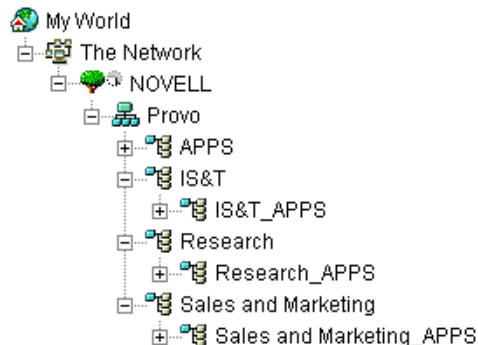 My World
The Network
NOVELL
Provo
APPS
IS&T
IS&T_APPS
Research
Research_APPS
Sales and Marketing
Sales and Marketing_APPS